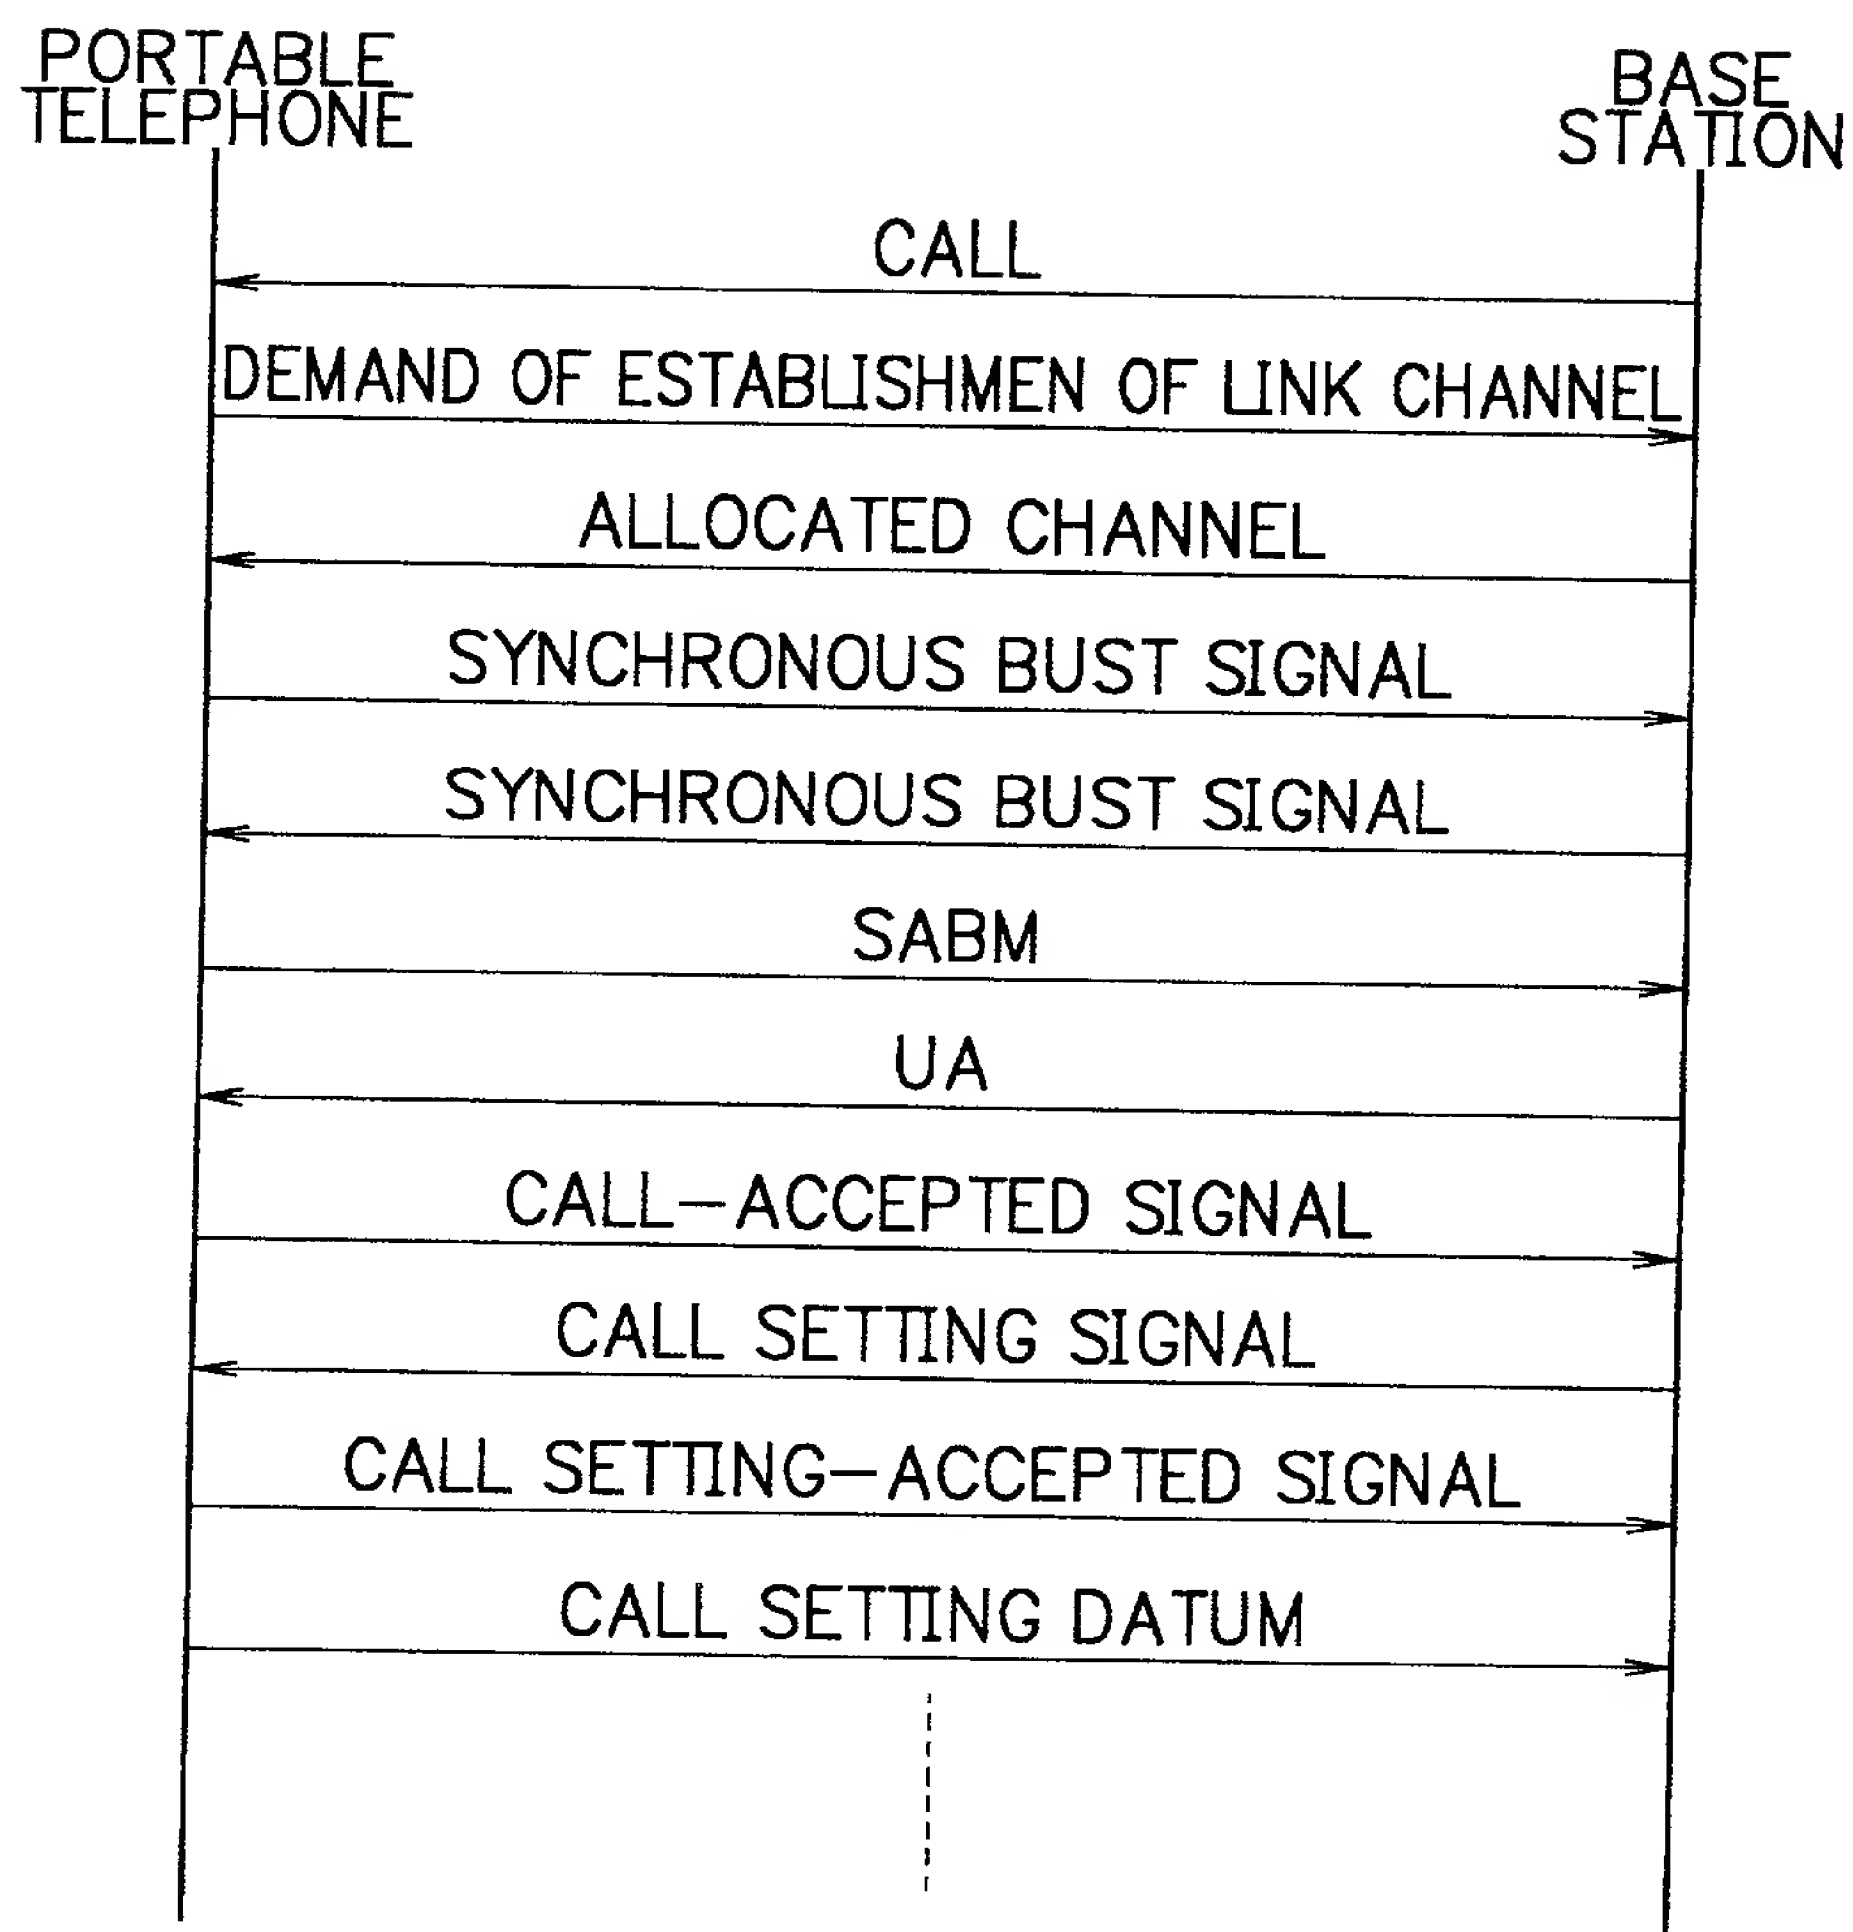 PORTABLE
TELEPHONE
BASE
STATION
CALL
DEMAND OF ESTABLISHMEN OF LINK CHANNEL
ALLOCATED CHANNEL
SYNCHRONOUS BUST SIGNAL
SYNCHRONOUS BUST SIGNAL
SABM
UA
CALL-ACCEPTED SIGNAL
CALL SETTING SIGNAL
CALL SETTING-ACCEPTED SIGNAL
CALL SETTING DATUM